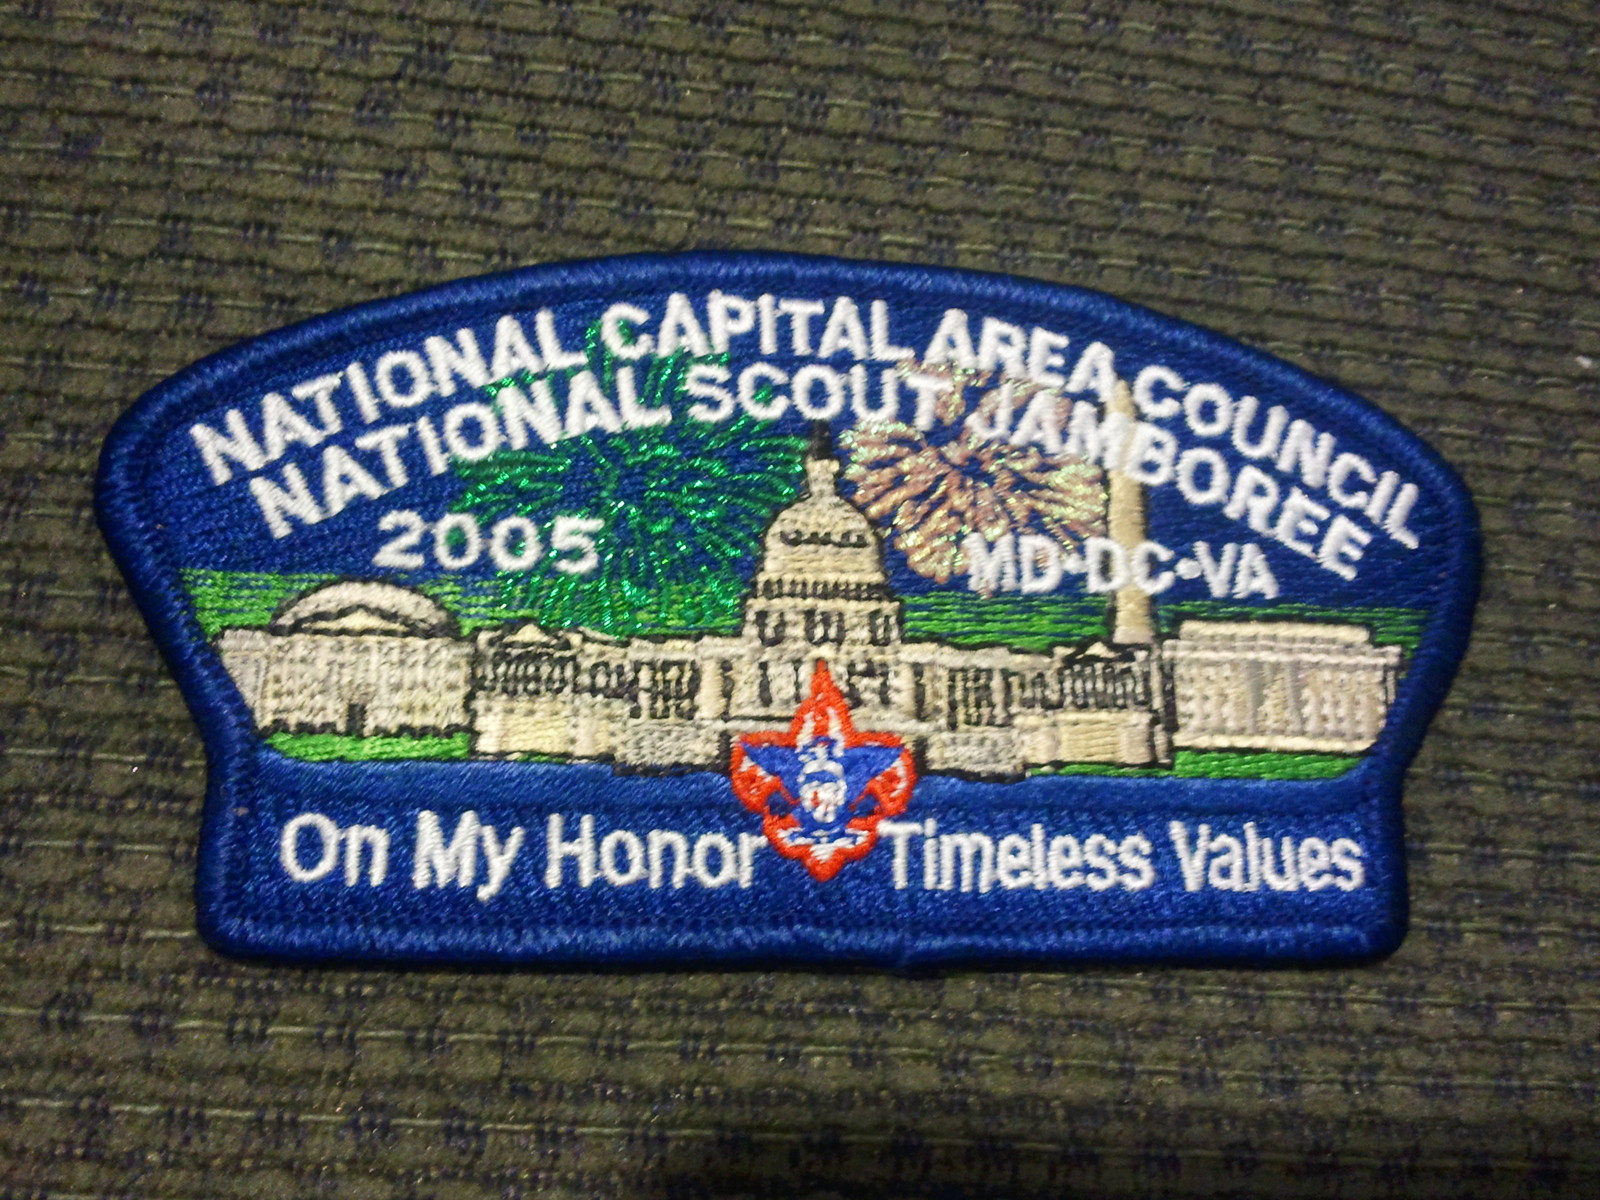 NATIONAL CAPITAL AREA COUNCIL
NATIONAL SCOUT JAMBOREE
2005 MD-DC-VA
On My Honor Timeless Values